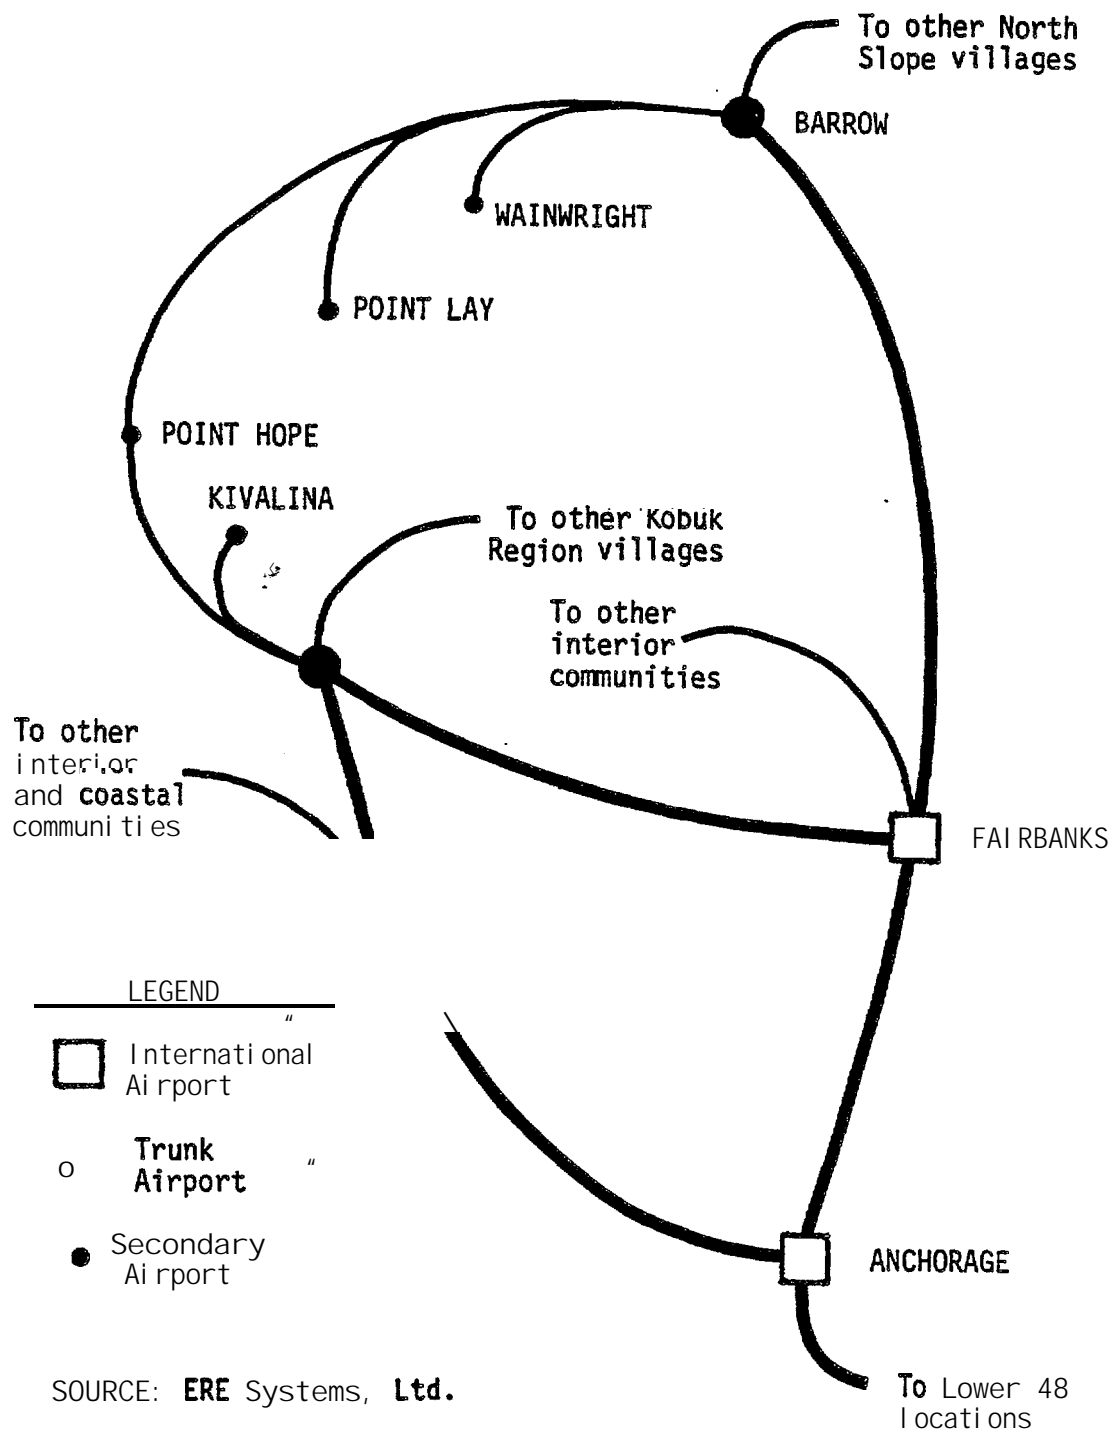 To other North
Slope villages
BARROW
WAINWRIGHT
POINT LAY
POINT HOPE
KIVALINA
To other Kobuk
Region villages
To other
interior
communities
To other
interior
and coastal
communities
FAIRBANKS
LEGEND
International
Airport
Trunk
Airport
Secondary
Airport
ANCHORAGE
SOURCE: ERE Systems, Ltd.
To Lower 48
locations